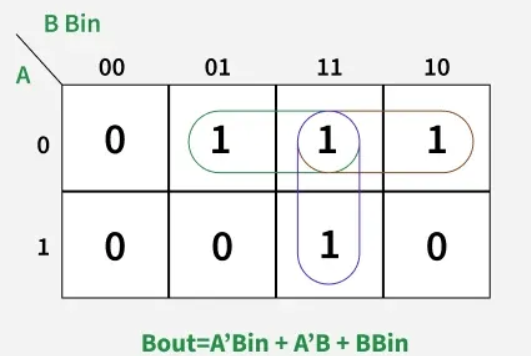 B Bin
A
00 01 11 10
0 0 1 1 1
1 0 0 1 0
Bout=A’Bin + A’B + BBin